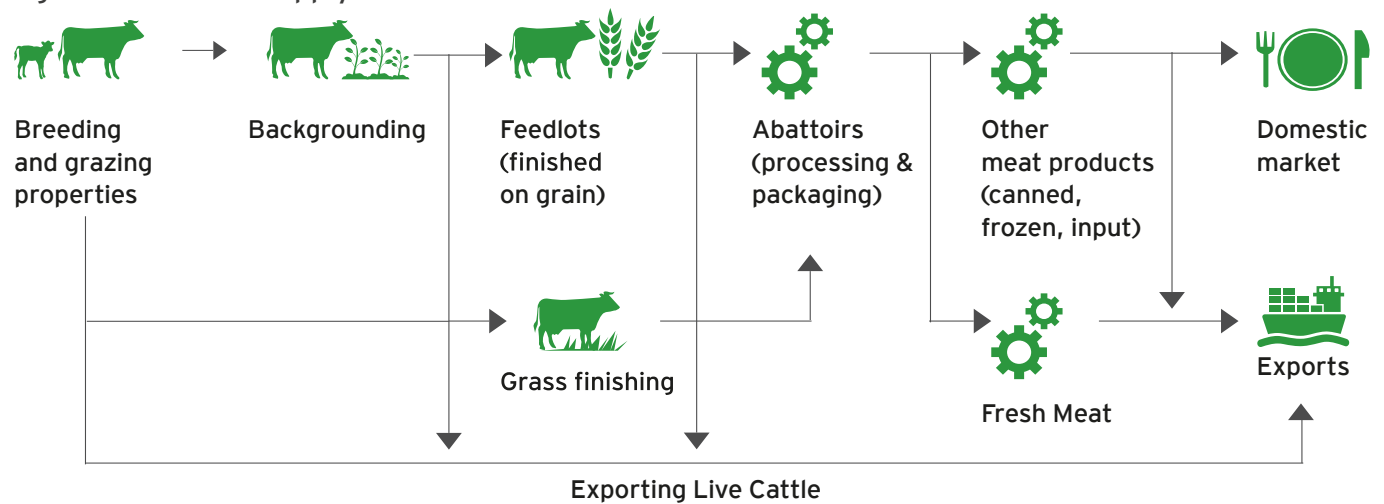 Breeding
and grazing
properties
Backgrounding
Feedlots
(finished
on grain)
Abattoirs
(processing &
packaging)
Other
meat products
(canned,
frozen, input)
Domestic
market
Grass finishing
Fresh Meat
Exports
Exporting Live Cattle